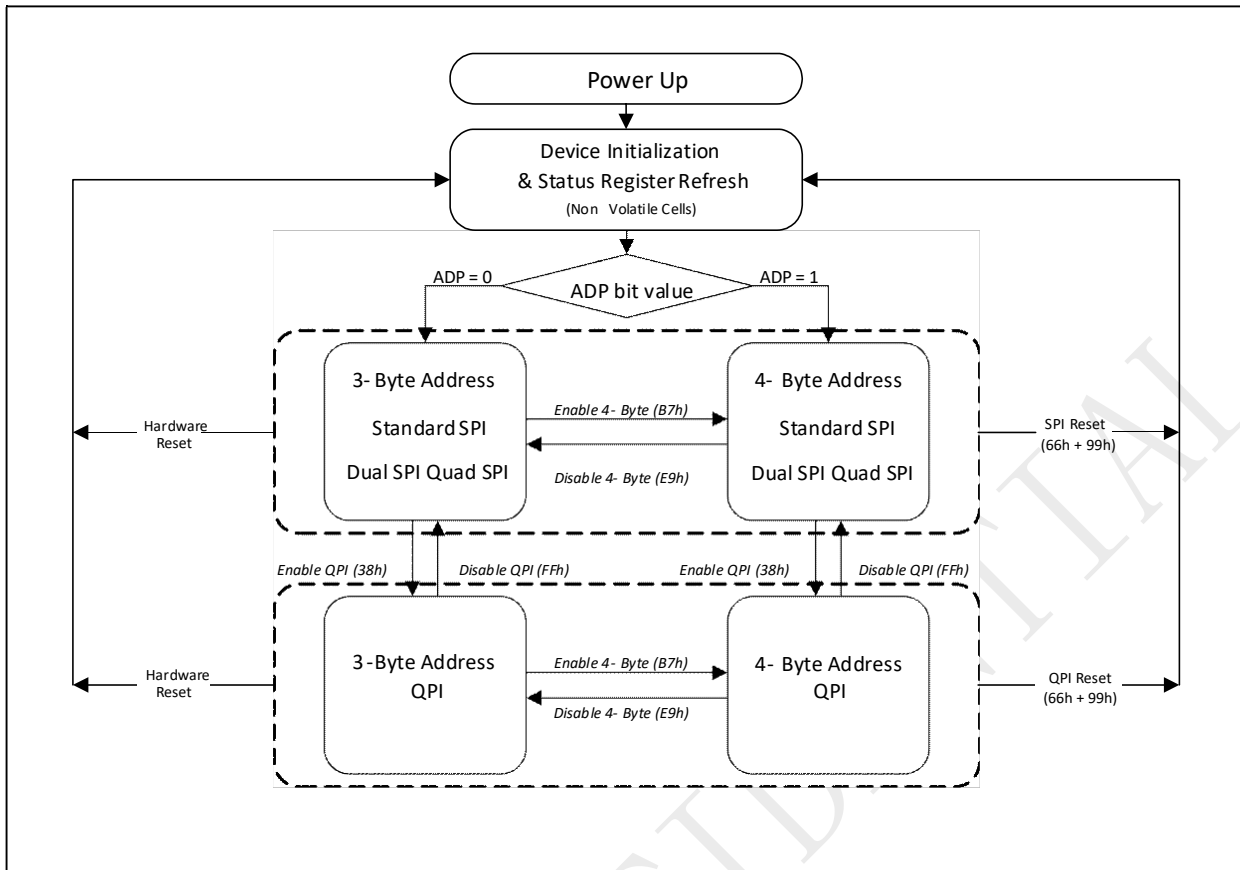 Power Up
Device Initialization
& Status Register Refresh
(Non Volatile Cells)
ADP = 0
ADP bit value
ADP = 1
3- Byte Address
Standard SPI
Dual SPI Quad SPI
Enable 4- Byte (B7h)
Disable 4- Byte (E9h)
4- Byte Address
Standard SPI
Dual SPI Quad SPI
Hardware
Reset
SPI Reset
(66h + 99h)
Enable QPI (38h)
Disable QPI (FFh)
Enable QPI (38h)
Disable QPI (FFh)
3-Byte Address
QPI
Enable 4- Byte (B7h)
Disable 4- Byte (E9h)
4- Byte Address
QPI
Hardware
Reset
QPI Reset
(66h + 99h)